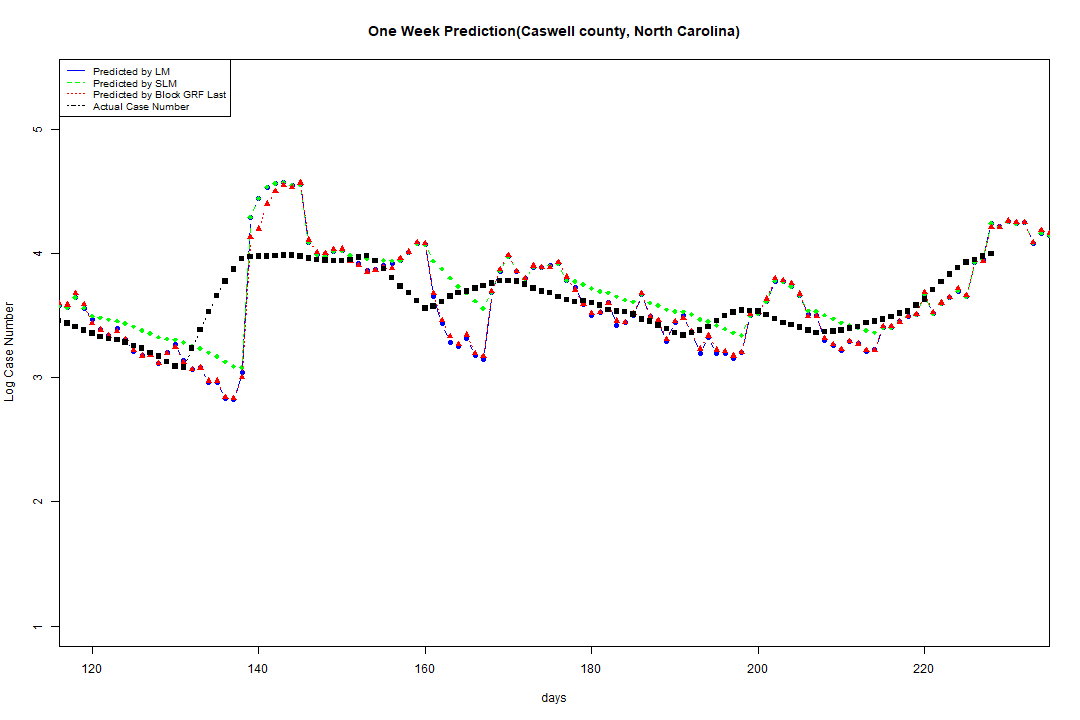 One Week Prediction(Caswell county, North Carolina)
Predicted by LM
Predicted by SLM
Predicted by Block GRF Last
Actual Case Number
5
4
3
2
1
Log Case Number
120 140 160 180 200 220
days